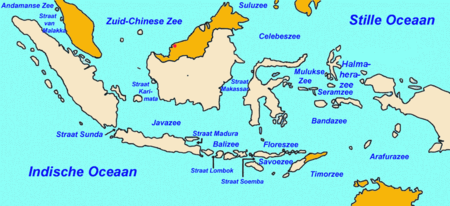 Andamanse Zee
Straat
van
Malakka
Zuid-Chinese Zee
Suluzee
Stille Oceaan
Celebeszee
Straat
Kari-
mata
Straat
Makassar
Molukse
Zee
Halma-
hera-
zee
Seramzee
Bandazee
Javazee
Straat Sunda
Straat Madura
Balizee
Floreszee
Savoezee
Straat Lombok
Straat Soemba
Timorzee
Arafurazee
Indische Oceaan